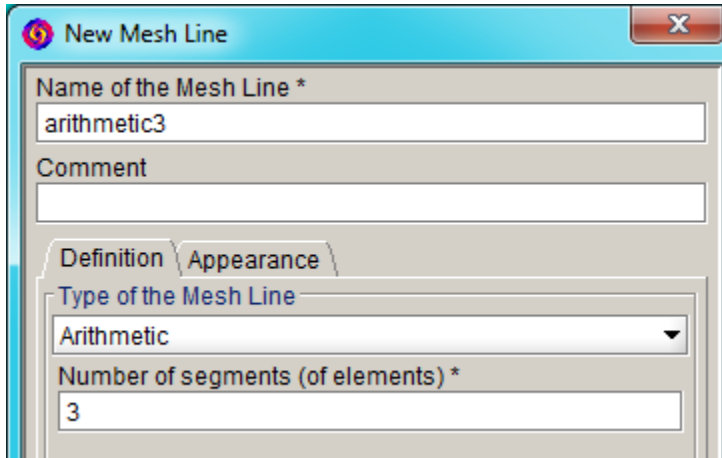 New Mesh Line
Name of the Mesh Line *
arithmetic3
Comment
Definition Appearance
Type of the Mesh Line
Arithmetic
Number of segments (of elements) *
3